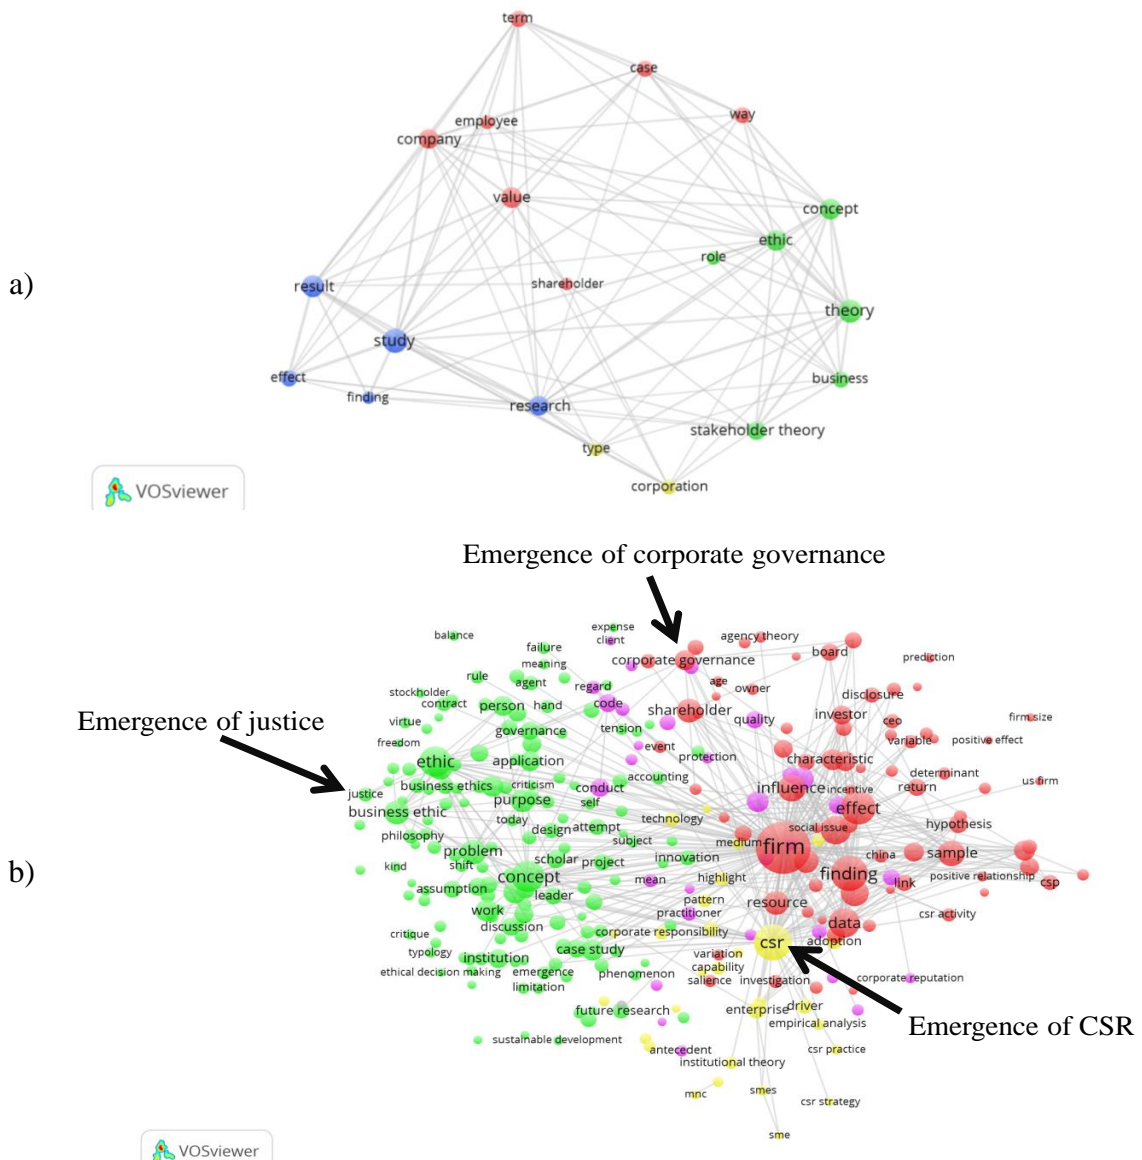 term
case
way
employee
company
value
concept
ethic
role
a)
result
shareholder
theory
study
effect
business
finding
research
stakeholder theory
type
corporation
VOSviewer
Emergence of corporate governance
expense
client
balance
failure
agency theory
board
meaning
corporate governance
prediction
rule
agent
regard
age
owner
stockholder
contract
person
hand
code
shareholder
disclosure
Emergence of justice
virtue
governance
tension
quality
investor
ceo
firm size
freedom
event
protection
variable
positive effect
ethic
application
characteristic
accounting
determinant
us firm
justice
business ethics
criticism
conduct
influence
incentive
return
business ethic
purpose
self
effect
today
design
attempt
technology
social issue
hypothesis
philosophy
subject
medium
firm
b)
problem
shift
scholar
project
innovation
china
sample
kind
concept
mean
highlight
finding
link
positive relationship
csp
assumption
leader
pattern
resource
work
practitioner
csr activity
discussion
data
critique
corporate responsibility
csr
adoption
typology
institution
case study
variation
capability
ethical decision making
emergence
phenomenon
salience
investigation
corporate reputation
limitation
future research
enterprise
driver
empirical analysis
Emergence of CSR
sustainable development
antecedent
csr practice
institutional theory
mnc
smes
csr strategy
sme
VOSviewer